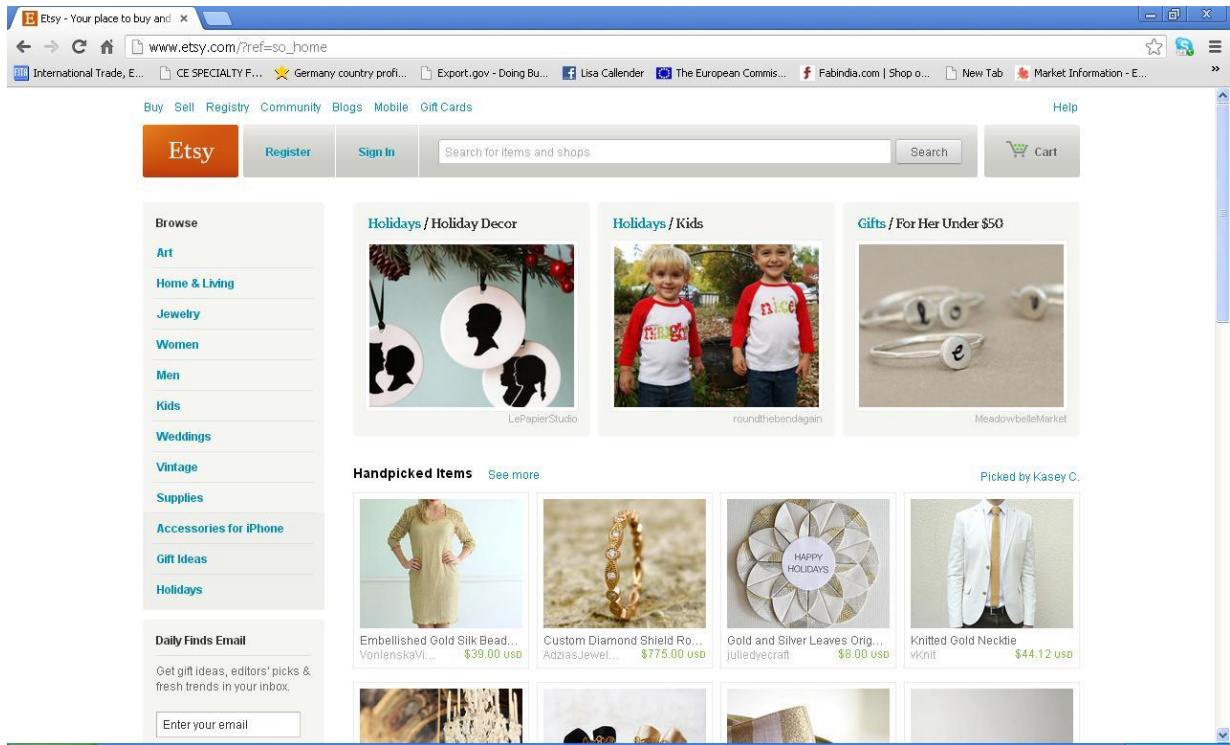 Etsy - Your place to buy and
www.etsy.com/?ref=so_home
International Trade, E... CE SPECIALTY F... Germany country profi... Export.gov - Doing Bu... Lisa Callender The European Commis... Fabindia.com | Shop o... New Tab Market Information - E... »
Buy Sell Registry Community Blogs Mobile Gift Cards Help
Etsy Register Sign In Search for items and shops Search Cart
Browse
Art
Home & Living
Jewelry
Women
Men
Kids
Weddings
Vintage
Supplies
Accessories for iPhone
Gift Ideas
Holidays
Daily Finds Email
Get gift ideas, editors' picks &
fresh trends in your inbox.
Enter your email
Holidays / Holiday Decor
LePapierStudio
Holidays / Kids
nice
roundthebendagain
Gifts / For Her Under $50
e
MeadowbelleMarket
Handpicked Items See more Picked by Kasey C.
Embellished Gold Silk Bead...
VonlenskaVi... $39.00 USD
Custom Diamond Shield Ro...
AdziasJewel... $775.00 USD
HAPPY
HOLIDAYS
Gold and Silver Leaves Orig...
juliedyecraft $8.00 USD
Knitted Gold Necktie
vKnit $44.12 USD